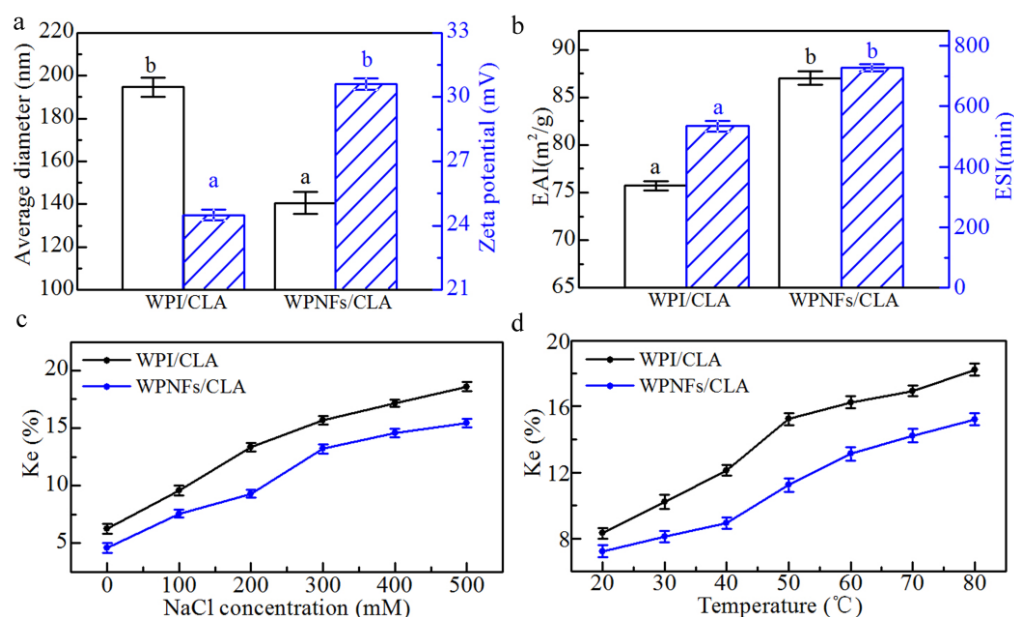 a
220
200
180
160
140
120
100
Average diameter (nm)
b
a
a
b
33
30
27
24
21
Zeta potential (mV)
WPI/CLA
WPNFs/CLA
b
90
85
80
75
70
65
EAI(m²/g)
a
a
b
b
800
600
400
200
0
ESI(min)
WPI/CLA
WPNFs/CLA
c
WPI/CLA
WPNFs/CLA
20
15
10
5
Ke (%)
0 100 200 300 400 500
NaCl concentration (mM)
d
WPI/CLA
WPNFs/CLA
20
16
12
8
Ke (%)
20 30 40 50 60 70 80
Temperature (℃)